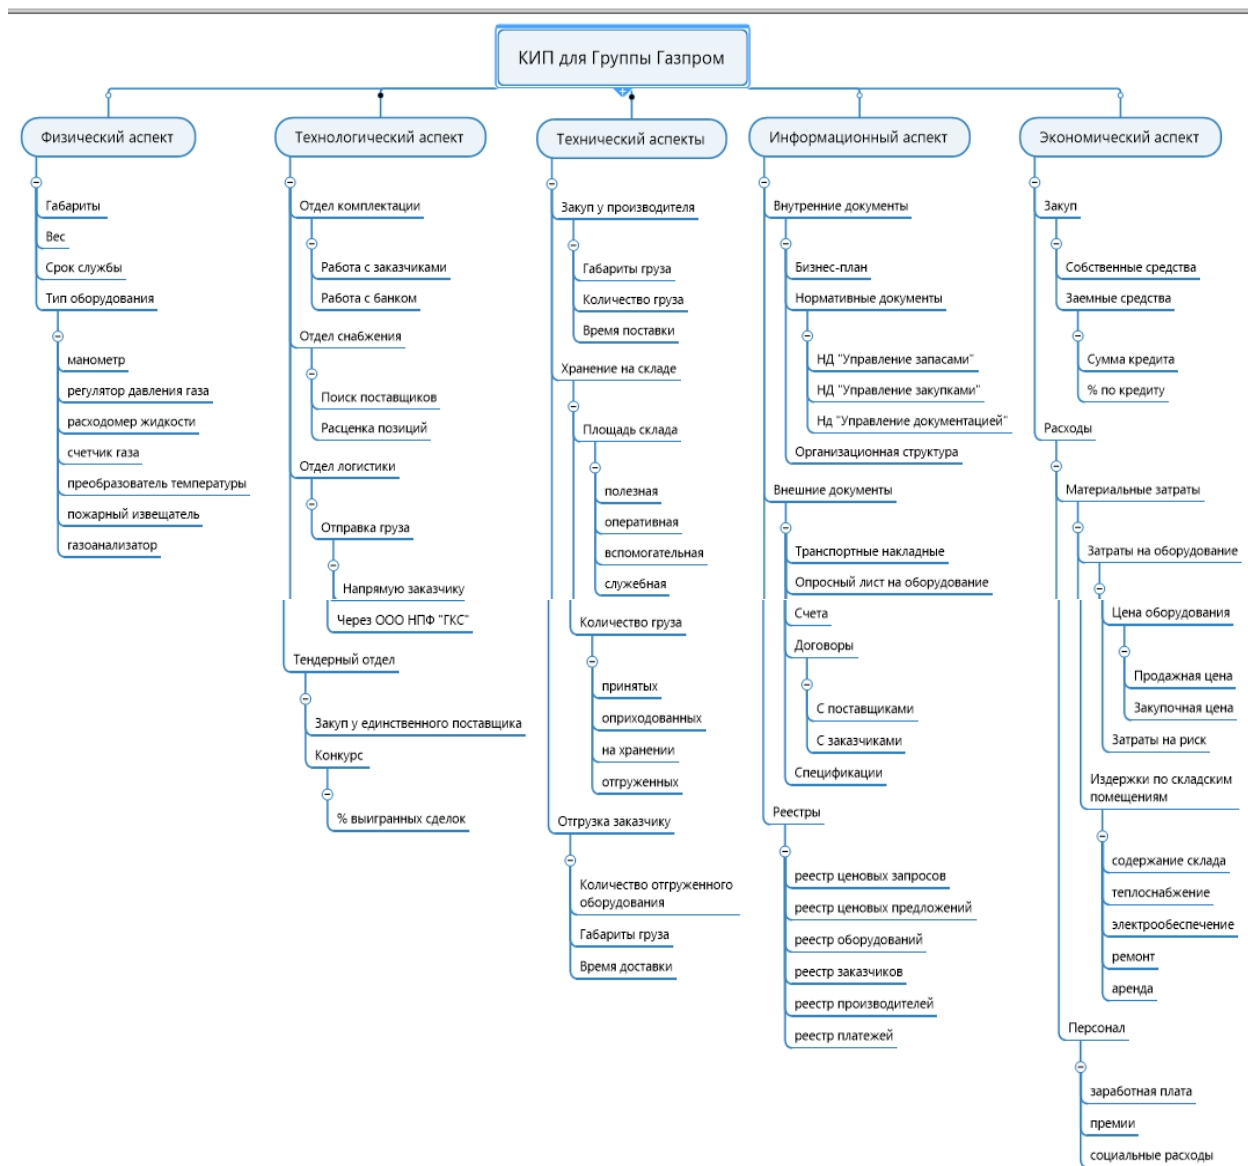 КИП для Группы Газпром
Физический аспект
Габариты
Вес
Срок службы
Тип оборудования
манометр
регулятор давления газа
расходомер жидкости
счетчик газа
преобразователь температуры
пожарный извещатель
газоанализатор
Технологический аспект
Отдел комплектации
Работа с заказчиками
Работа с банком
Отдел снабжения
Поиск поставщиков
Расценка позиций
Отдел логистики
Отправка груза
Напрямую заказчику
Через ООО НПФ "ГКС"
Тендерный отдел
Закуп у единственного поставщика
Конкурс
% выигранных сделок
Технический аспекты
Закуп у производителя
Габариты груза
Количество груза
Время поставки
Хранение на складе
Площадь склада
полезная
оперативная
вспомогательная
служебная
Количество груза
принятых
оприходованных
на хранении
отгруженных
Отгрузка заказчику
Количество отгруженного
оборудования
Габариты груза
Время доставки
Информационный аспект
Внутренние документы
Бизнес-план
Нормативные документы
НД "Управление запасами"
НД "Управление закупками"
Нд "Управление документацией"
Организационная структура
Внешние документы
Транспортные накладные
Опросный лист на оборудование
Счета
Договоры
С поставщиками
С заказчиками
Спецификации
Реестры
реестр ценовых запросов
реестр ценовых предложений
реестр оборудований
реестр заказчиков
реестр производителей
реестр платежей
Экономический аспект
Закуп
Собственные средства
Заемные средства
Сумма кредита
% по кредиту
Расходы
Материальные затраты
Затраты на оборудование
Цена оборудования
Продажная цена
Закупочная цена
Затраты на риск
Издержки по складским
помещениям
содержание склада
теплоснабжение
электрообеспечение
ремонт
аренда
Персонал
заработная плата
премии
социальные расходы